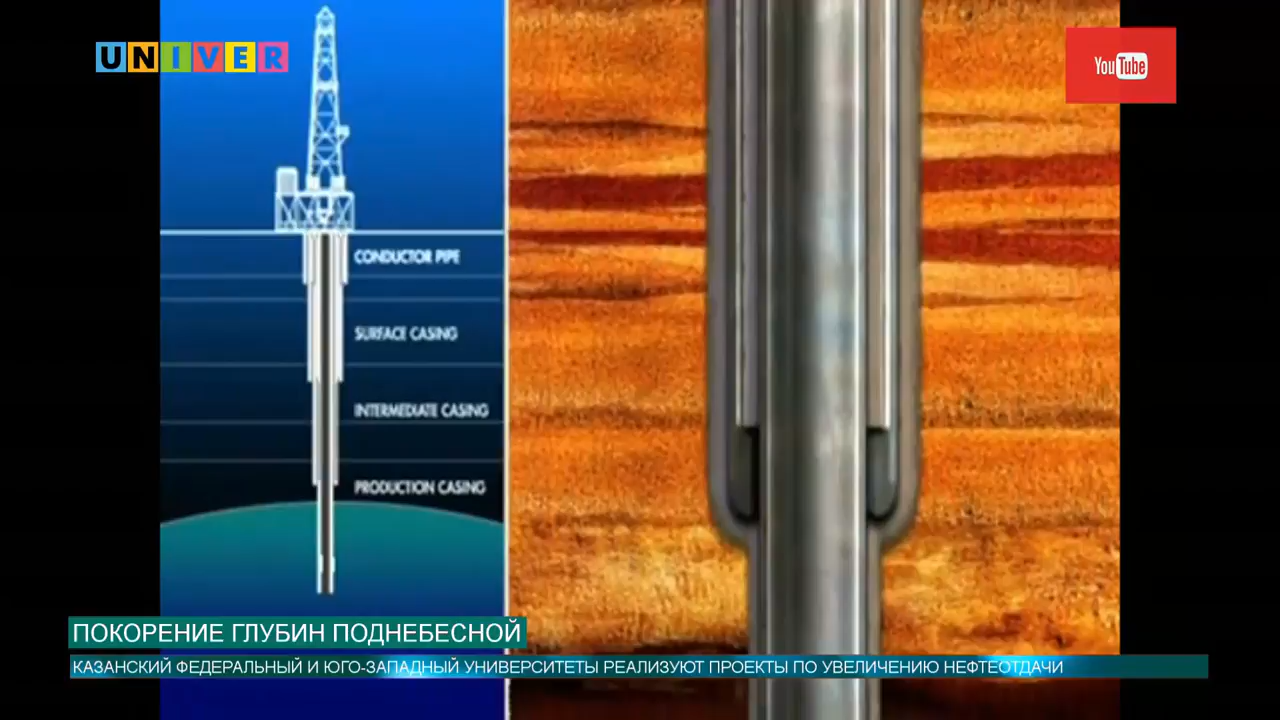 UNIVER
YouTube
CONDUCTOR PIPE
SURFACE CASING
INTERMEDIATE CASING
PRODUCTION CASING
ПОКОРЕНИЕ ГЛУБИН ПОДНЕБЕСНОЙ
КАЗАНСКИЙ ФЕДЕРАЛЬНЫЙ И ЮГО-ЗАПАДНЫЙ УНИВЕРСИТЕТЫ РЕАЛИЗУЮТ ПРОЕКТЫ ПО УВЕЛИЧЕНИЮ НЕФТЕОТДАЧИ